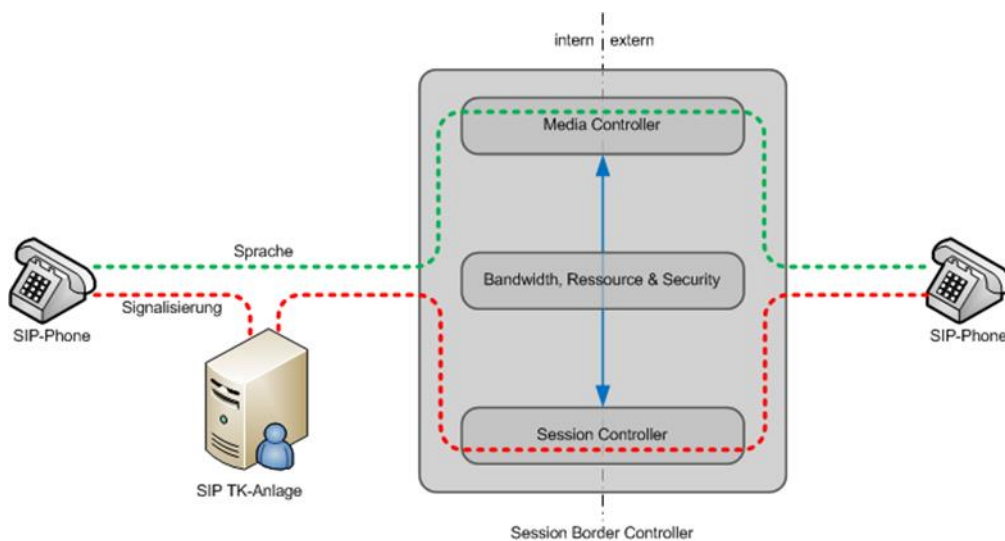 intern extern
Media Controller
Sprache
Bandwidth, Ressource & Security
Signalisierung
SIP-Phone
SIP-Phone
Session Controller
SIP TK-Anlage
Session Border Controller